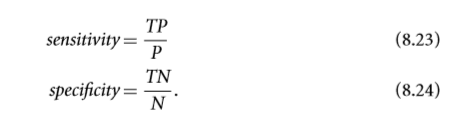 sensitivity = TP/P (8.23)
specificity = TN/N. (8.24)